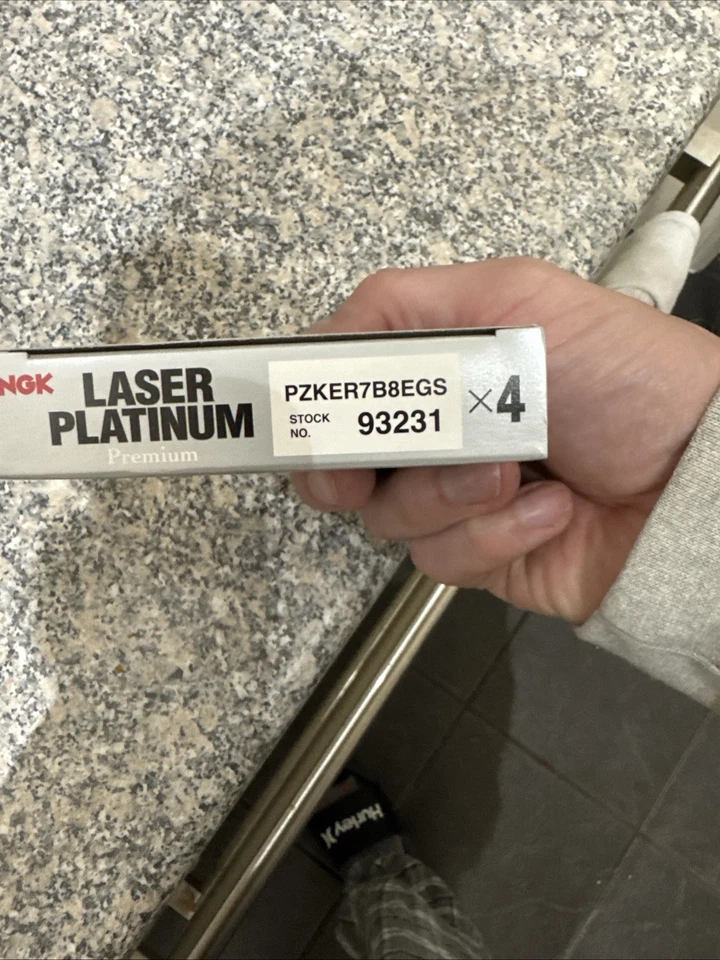 NGK
LASER
PLATINUM
Premium
PZKER7B8EGS
STOCK
NO.
93231
×4
Hurley